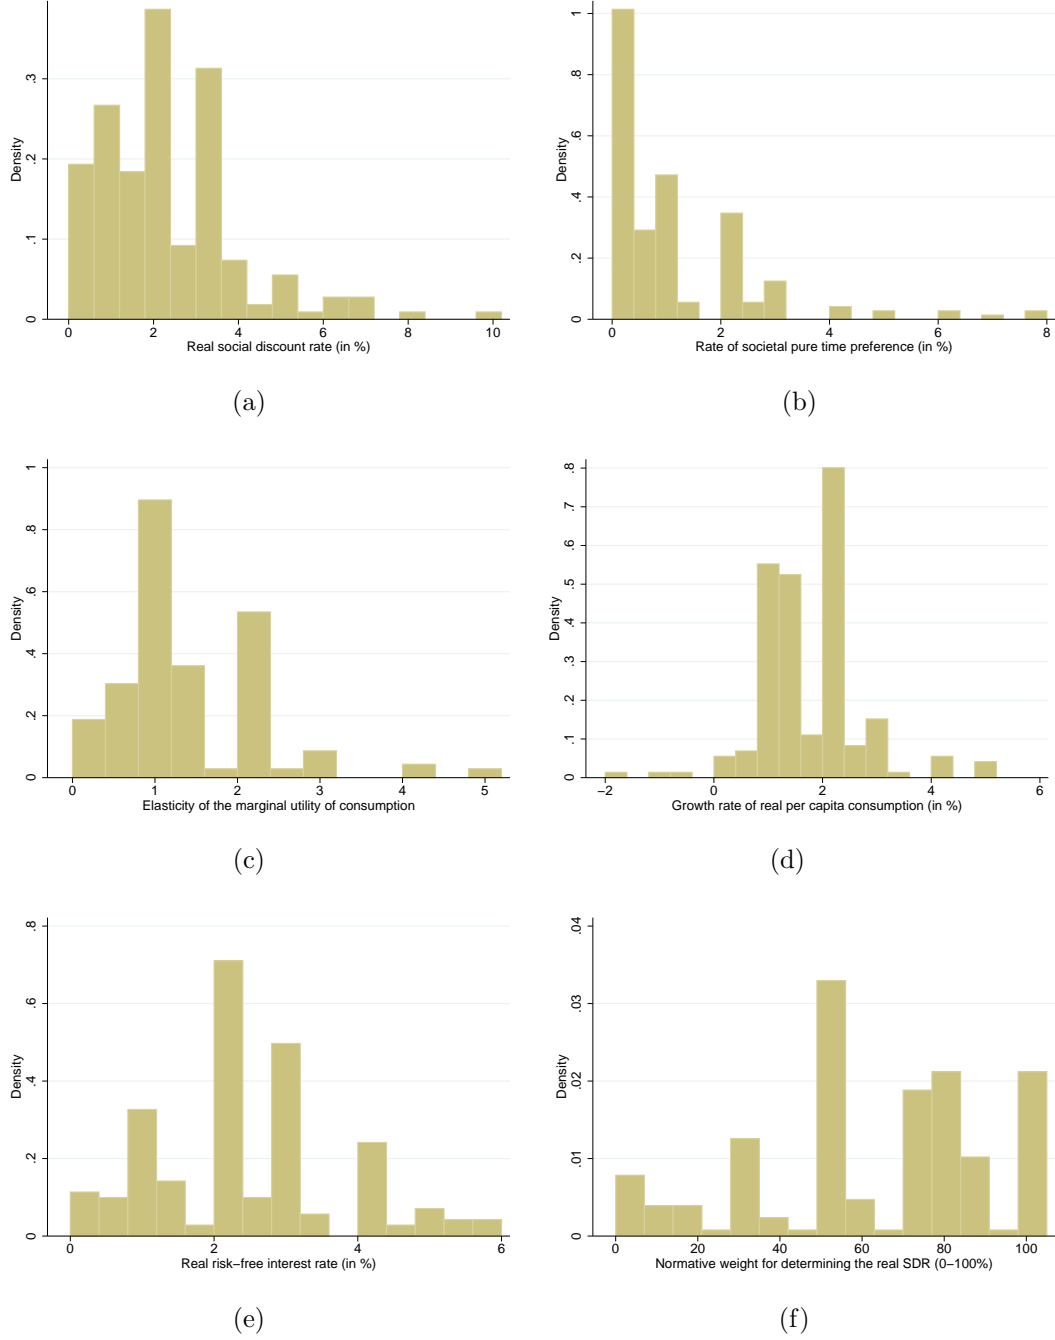 Density
0 .1 .2 .3
0 2 4 6 8 10
Real social discount rate (in %)
(a)
Density
0 .2 .4 .6 .8 1
0 2 4 6 8
Rate of societal pure time preference (in %)
(b)
Density
0 .2 .4 .6 .8 1
0 1 2 3 4 5
Elasticity of the marginal utility of consumption
(c)
Density
0 .1 .2 .3 .4 .5 .6 .7 .8
−2 0 2 4 6
Growth rate of real per capita consumption (in %)
(d)
Density
0 .2 .4 .6 .8
0 2 4 6
Real risk−free interest rate (in %)
(e)
Density
0 .01 .02 .03 .04
0 20 40 60 80 100
Normative weight for determining the real SDR (0−100%)
(f)